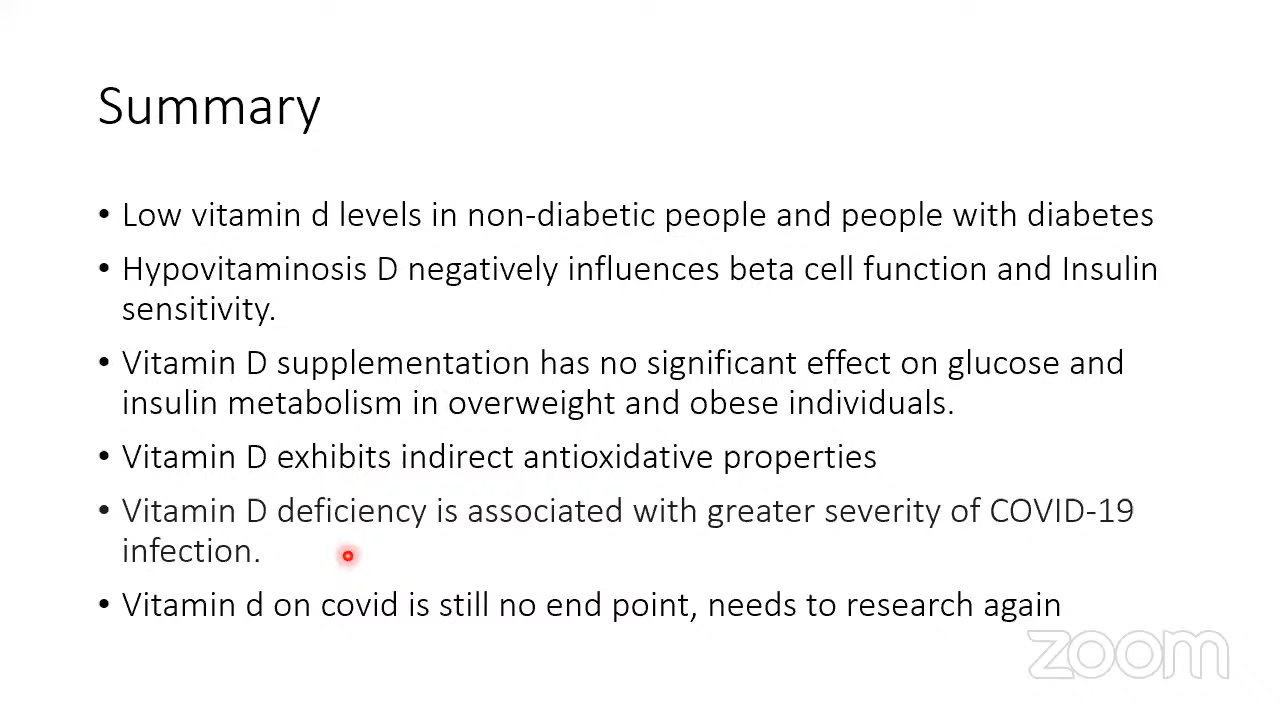 Summary
• Low vitamin d levels in non-diabetic people and people with diabetes
• Hypovitaminosis D negatively influences beta cell function and Insulin
sensitivity.
• Vitamin D supplementation has no significant effect on glucose and
insulin metabolism in overweight and obese individuals.
• Vitamin D exhibits indirect antioxidative properties
• Vitamin D deficiency is associated with greater severity of COVID-19
infection.
• Vitamin d on covid is still no end point, needs to research again
zoom